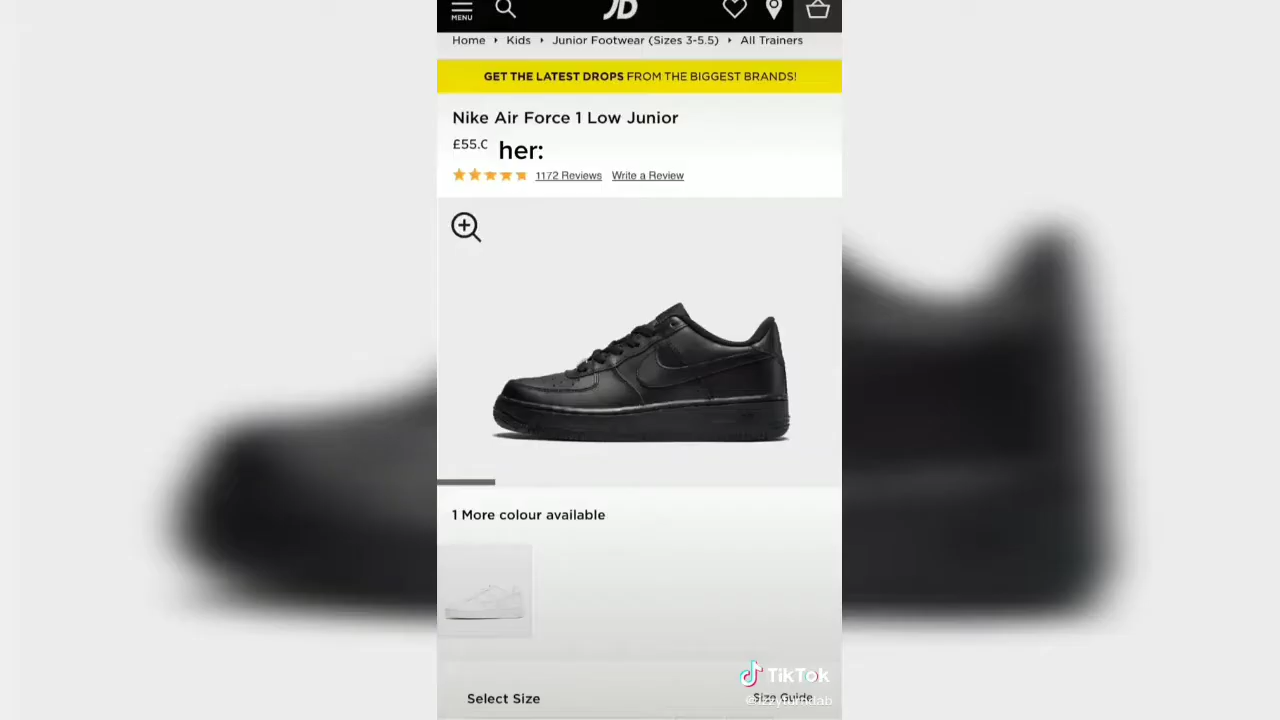 MENU
JD
Home ‣ Kids ‣ Junior Footwear (Sizes 3-5.5) ‣ All Trainers
GET THE LATEST DROPS FROM THE BIGGEST BRANDS!
Nike Air Force 1 Low Junior
£55.0
her:
1172 Reviews Write a Review
1 More colour available
TikTok
Select Size
Size Guide